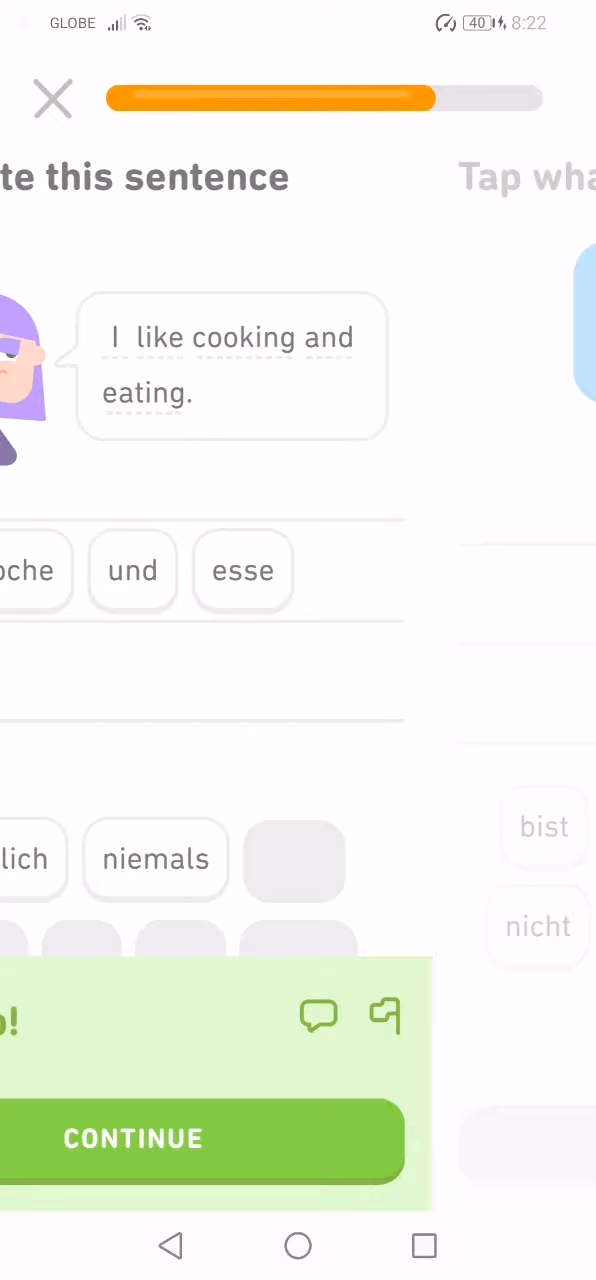 GLOBE 40 8:22
te this sentence Tap wha
I like cooking and
eating.
oche und esse
lich niemals
bist
nicht
o!
CONTINUE